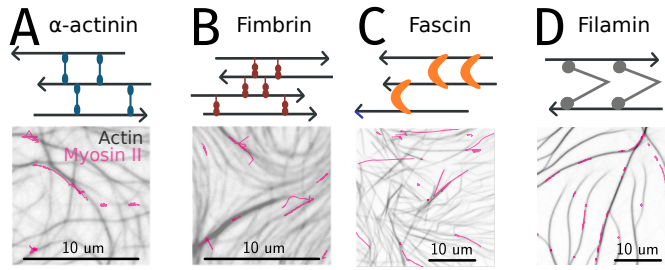 A α-actinin
B Fimbrin
C Fascin
D Filamin
Actin
Myosin II
10 um
10 um
10 um
10 um